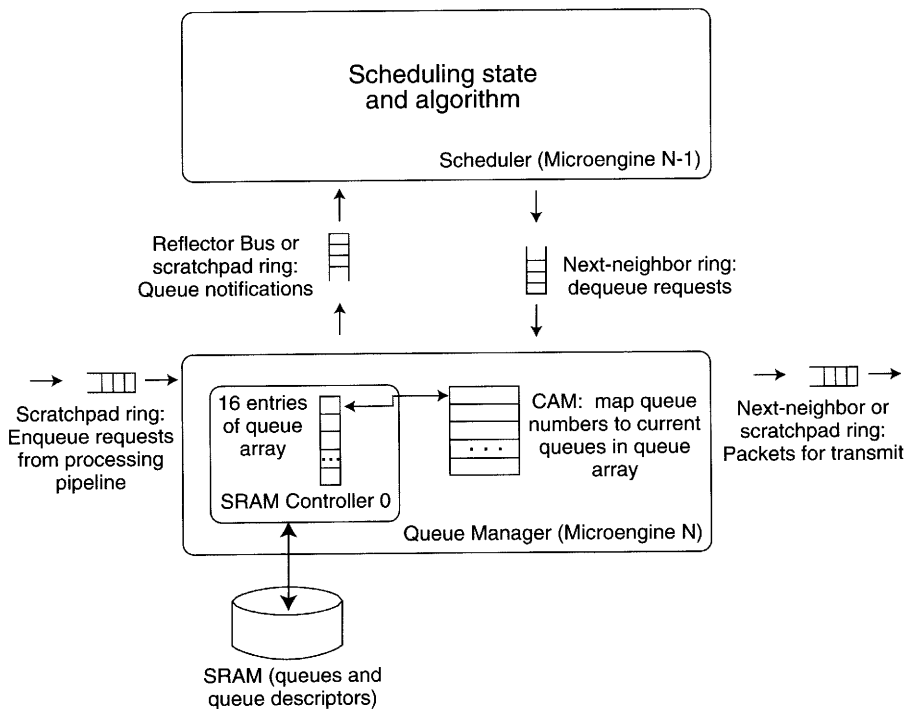 Scheduling state
and algorithm
Scheduler (Microengine N-1)
Reflector Bus or
scratchpad ring:
Queue notifications
Next-neighbor ring:
dequeue requests
Scratchpad ring:
Enqueue requests
from processing
pipeline
16 entries
of queue
array
...
SRAM Controller 0
CAM: map queue
numbers to current
queues in queue
array
. . .
Queue Manager (Microengine N)
Next-neighbor or
scratchpad ring:
Packets for transmit
SRAM (queues and
queue descriptors)